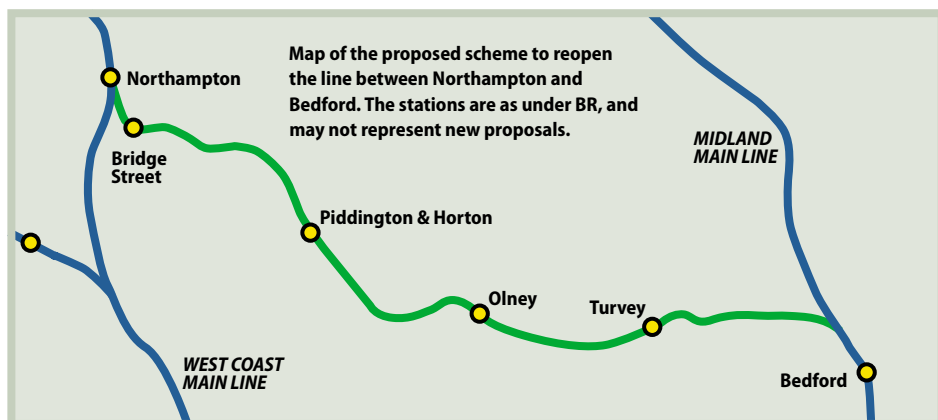 Map of the proposed scheme to reopen
the line between Northampton and
Bedford. The stations are as under BR, and
may not represent new proposals.
Northampton
Bridge
Street
MIDLAND
MAIN LINE
Piddington & Horton
Olney
Turvey
WEST COAST
MAIN LINE
Bedford